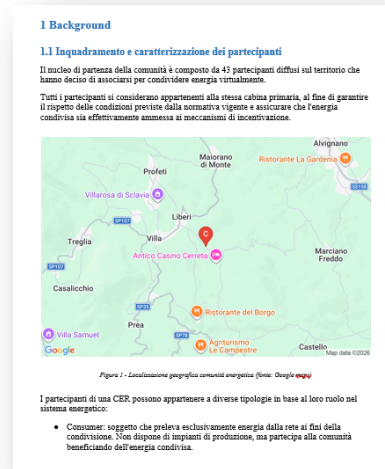 1 Background
1.1 Inquadramento e caratterizzazione dei partecipanti
Il nucleo di partenza della comunità è composto da 43 partecipanti diffusi sul territorio che
hanno deciso di associarsi per condividere energia virtualmente.
Tutti i partecipanti si considerano appartenenti alla stessa cabina primaria, al fine di garantire
il rispetto delle condizioni previste dalla normativa vigente e assicurare che l'energia
condivisa sia effettivamente ammessa ai meccanismi di incentivazione.
Alvignano
Maiorano
di Monte
Ristorante La Gardenia
Profeti
SS158
Villarosa di Sclavia
SP107
Liberi
C
Treglia
Villa
Antico Casino Cerreta
Marciano
Freddo
SP107
Casalicchio
SP35
Ristorante del Borgo
Prea
Villa Samuel
SP78
Agriturismo
Le Campestre
Castello
Google
Map data ©2026
Figura 1 - Localizzazione geografica comunità energetica (fonte: Google maps)
I partecipanti di una CER possono appartenere a diverse tipologie in base al loro ruolo nel
sistema energetico:
• Consumer: soggetto che preleva esclusivamente energia dalla rete ai fini della
condivisione. Non dispone di impianti di produzione, ma partecipa alla comunità
beneficiando dell'energia condivisa.